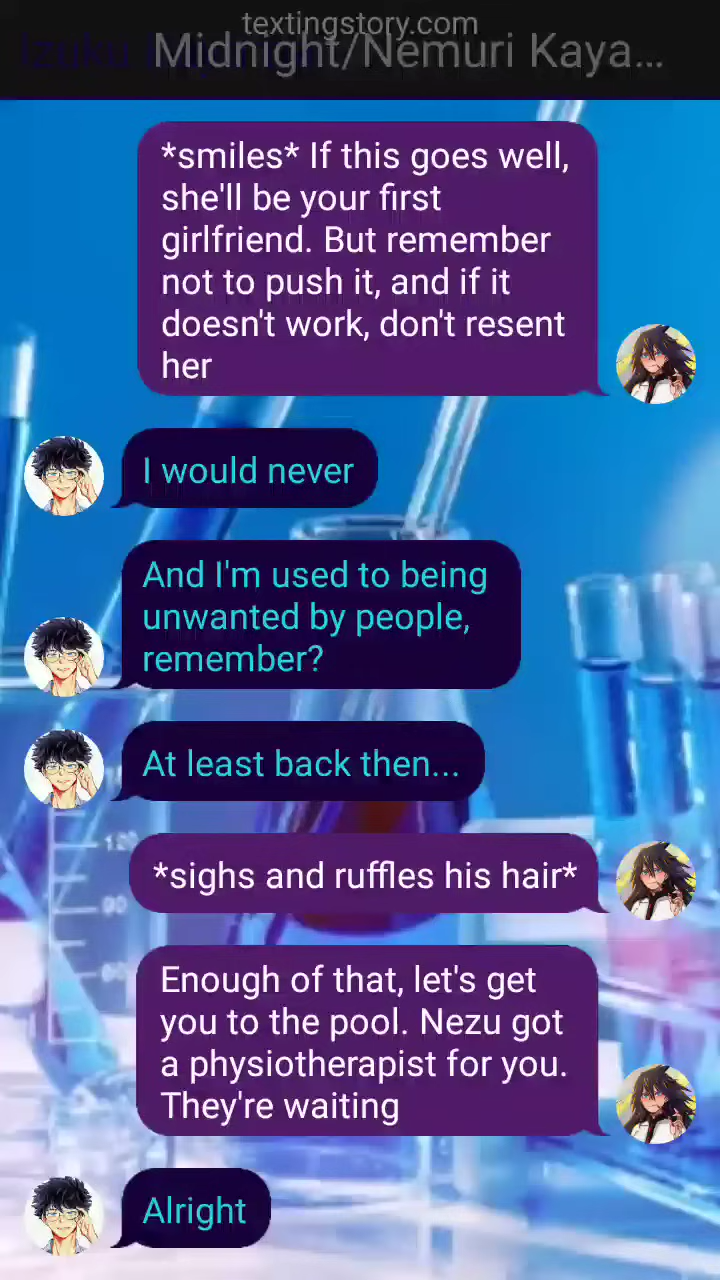 textingstory.com
Izuku
Midnight/Nemuri Kaya...
*smiles* If this goes well,
she'll be your first
girlfriend. But remember
not to push it, and if it
doesn't work, don't resent
her
I would never
And I'm used to being
unwanted by people,
remember?
At least back then...
*sighs and ruffles his hair*
Enough of that, let's get
you to the pool. Nezu got
a physiotherapist for you.
They're waiting
Alright